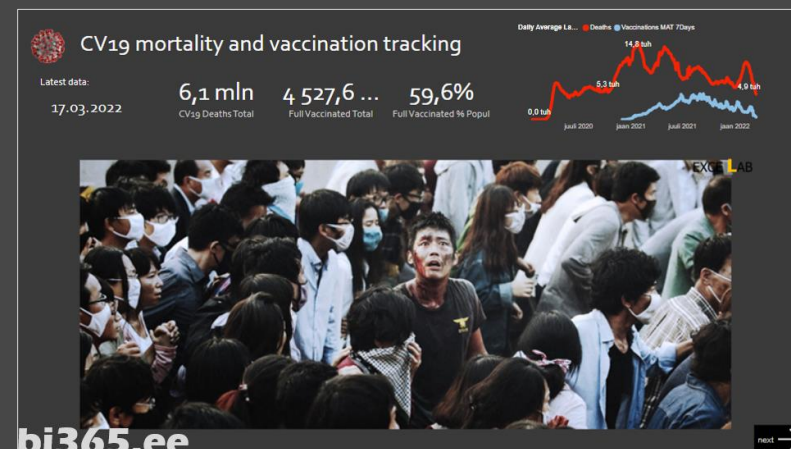 CV19 mortality and vaccination tracking
Latest data:
17.03.2022
6,1 mln
CV19 Deaths Total
4 527,6 ...
Full Vaccinated Total
59,6%
Full Vaccinated % Popul
Daily Average La... Deaths Vaccinations MAT 7Days
14,8 tuh
5,3 tuh
4,9 tuh
0,0 tuh
juuli 2020 jaan 2021 juuli 2021 jaan 2022
EXCELLAB
bi365.ee
next